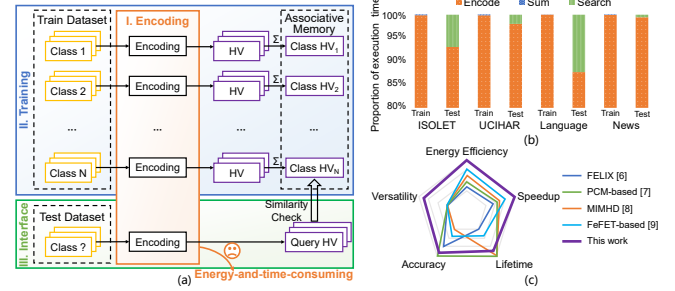 Train Dataset
I. Encoding
Associative
Memory
Class 1
Encoding
HV
Σ
Class HV₁
Class 2
Encoding
HV
Σ
Class HV₂
...
...
...
...
Class N
Encoding
HV
Σ
Class HV_N
II. Training
Similarity
Check
III. Interface
Test Dataset
Class ?
Encoding
Query HV
Energy-and-time-consuming
(a)
Encode
Sum
Search
Proportion of execution time
100%
95%
90%
85%
80%
Train
Test
Train
Test
Train
Test
Train
Test
ISOLET
UCIHAR
Language
News
(b)
Energy Efficiency
Versatility
Speedup
Accuracy
Lifetime
FELIX [6]
PCM-based [7]
MIMHD [8]
FeFET-based [9]
This work
(c)